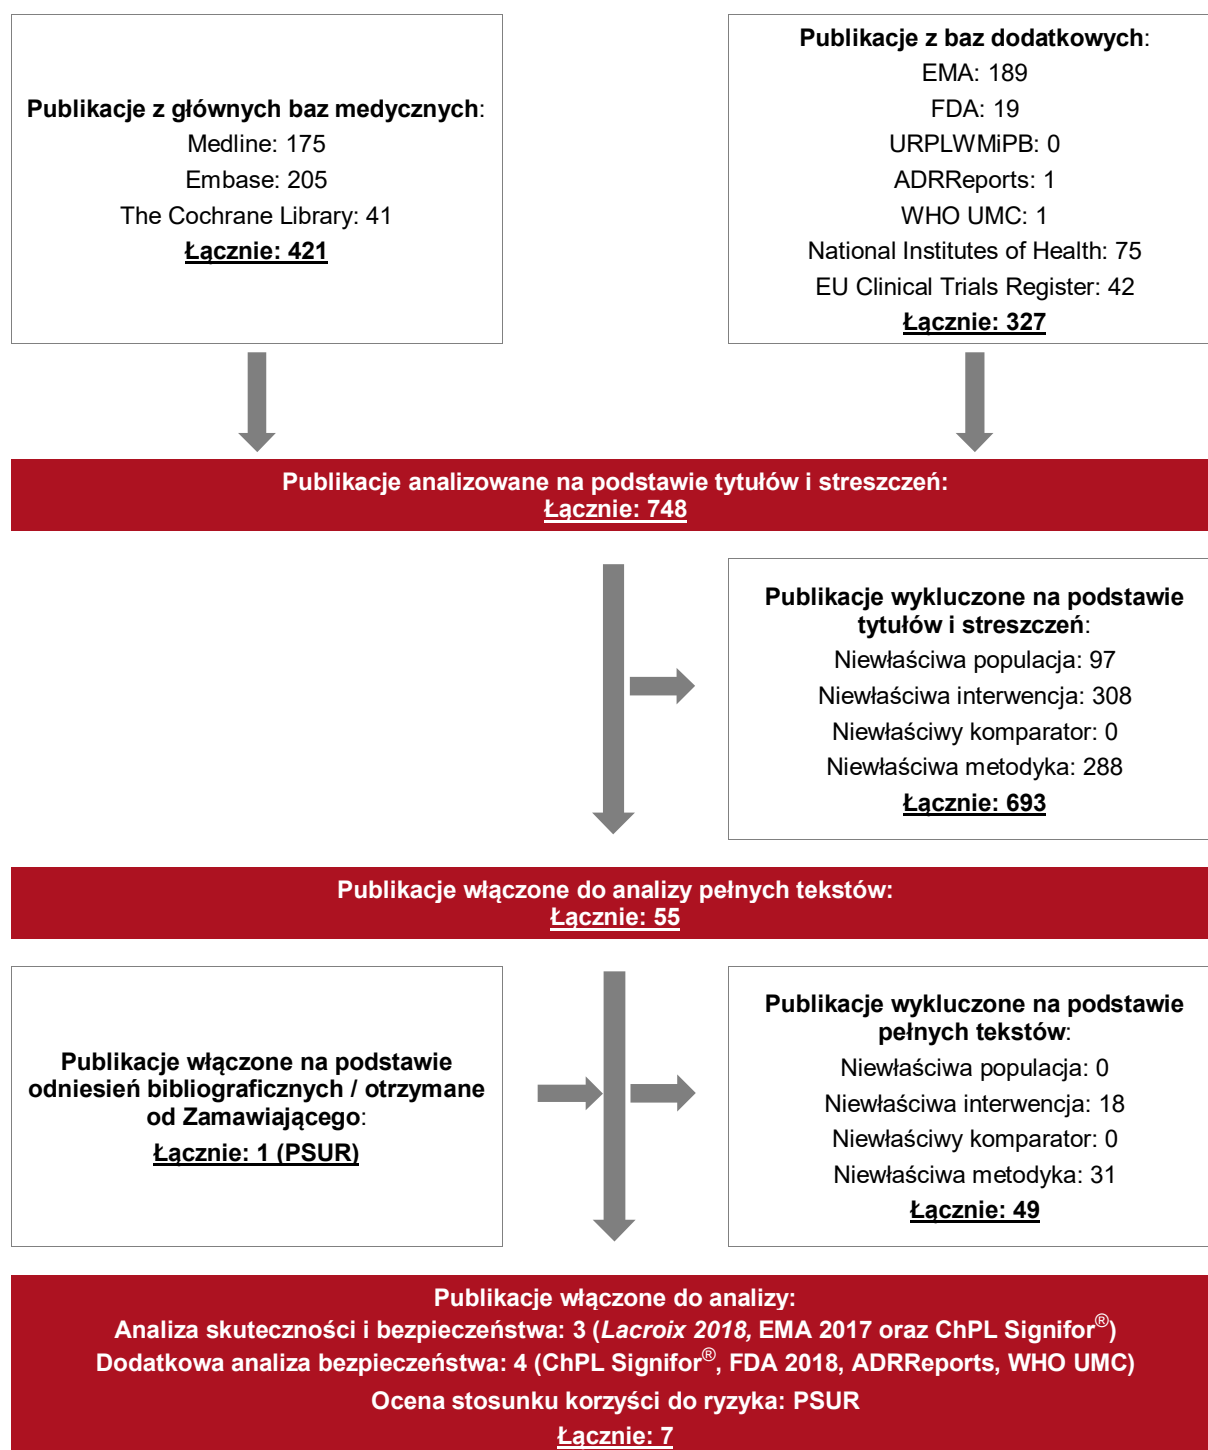 Publikacje z głównych baz medycznych:
Medline: 175
Embase: 205
The Cochrane Library: 41
Łącznie: 421
Publikacje z baz dodatkowych:
EMA: 189
FDA: 19
URPLWMiPB: 0
ADRReports: 1
WHO UMC: 1
National Institutes of Health: 75
EU Clinical Trials Register: 42
Łącznie: 327
Publikacje analizowane na podstawie tytułów i streszczeń:
Łącznie: 748
Publikacje wykluczone na podstawie
tytułów i streszczeń:
Niewłaściwa populacja: 97
Niewłaściwa interwencja: 308
Niewłaściwy komparator: 0
Niewłaściwa metodyka: 288
Łącznie: 693
Publikacje włączone do analizy pełnych tekstów:
Łącznie: 55
Publikacje włączone na podstawie
odniesień bibliograficznych / otrzymane
od Zamawiającego:
Łącznie: 1 (PSUR)
Publikacje wykluczone na podstawie
pełnych tekstów:
Niewłaściwa populacja: 0
Niewłaściwa interwencja: 18
Niewłaściwy komparator: 0
Niewłaściwa metodyka: 31
Łącznie: 49
Publikacje włączone do analizy:
Analiza skuteczności i bezpieczeństwa: 3 (Lacroix 2018, EMA 2017 oraz ChPL Signifor®)
Dodatkowa analiza bezpieczeństwa: 4 (ChPL Signifor®, FDA 2018, ADRReports, WHO UMC)
Ocena stosunku korzyści do ryzyka: PSUR
Łącznie: 7